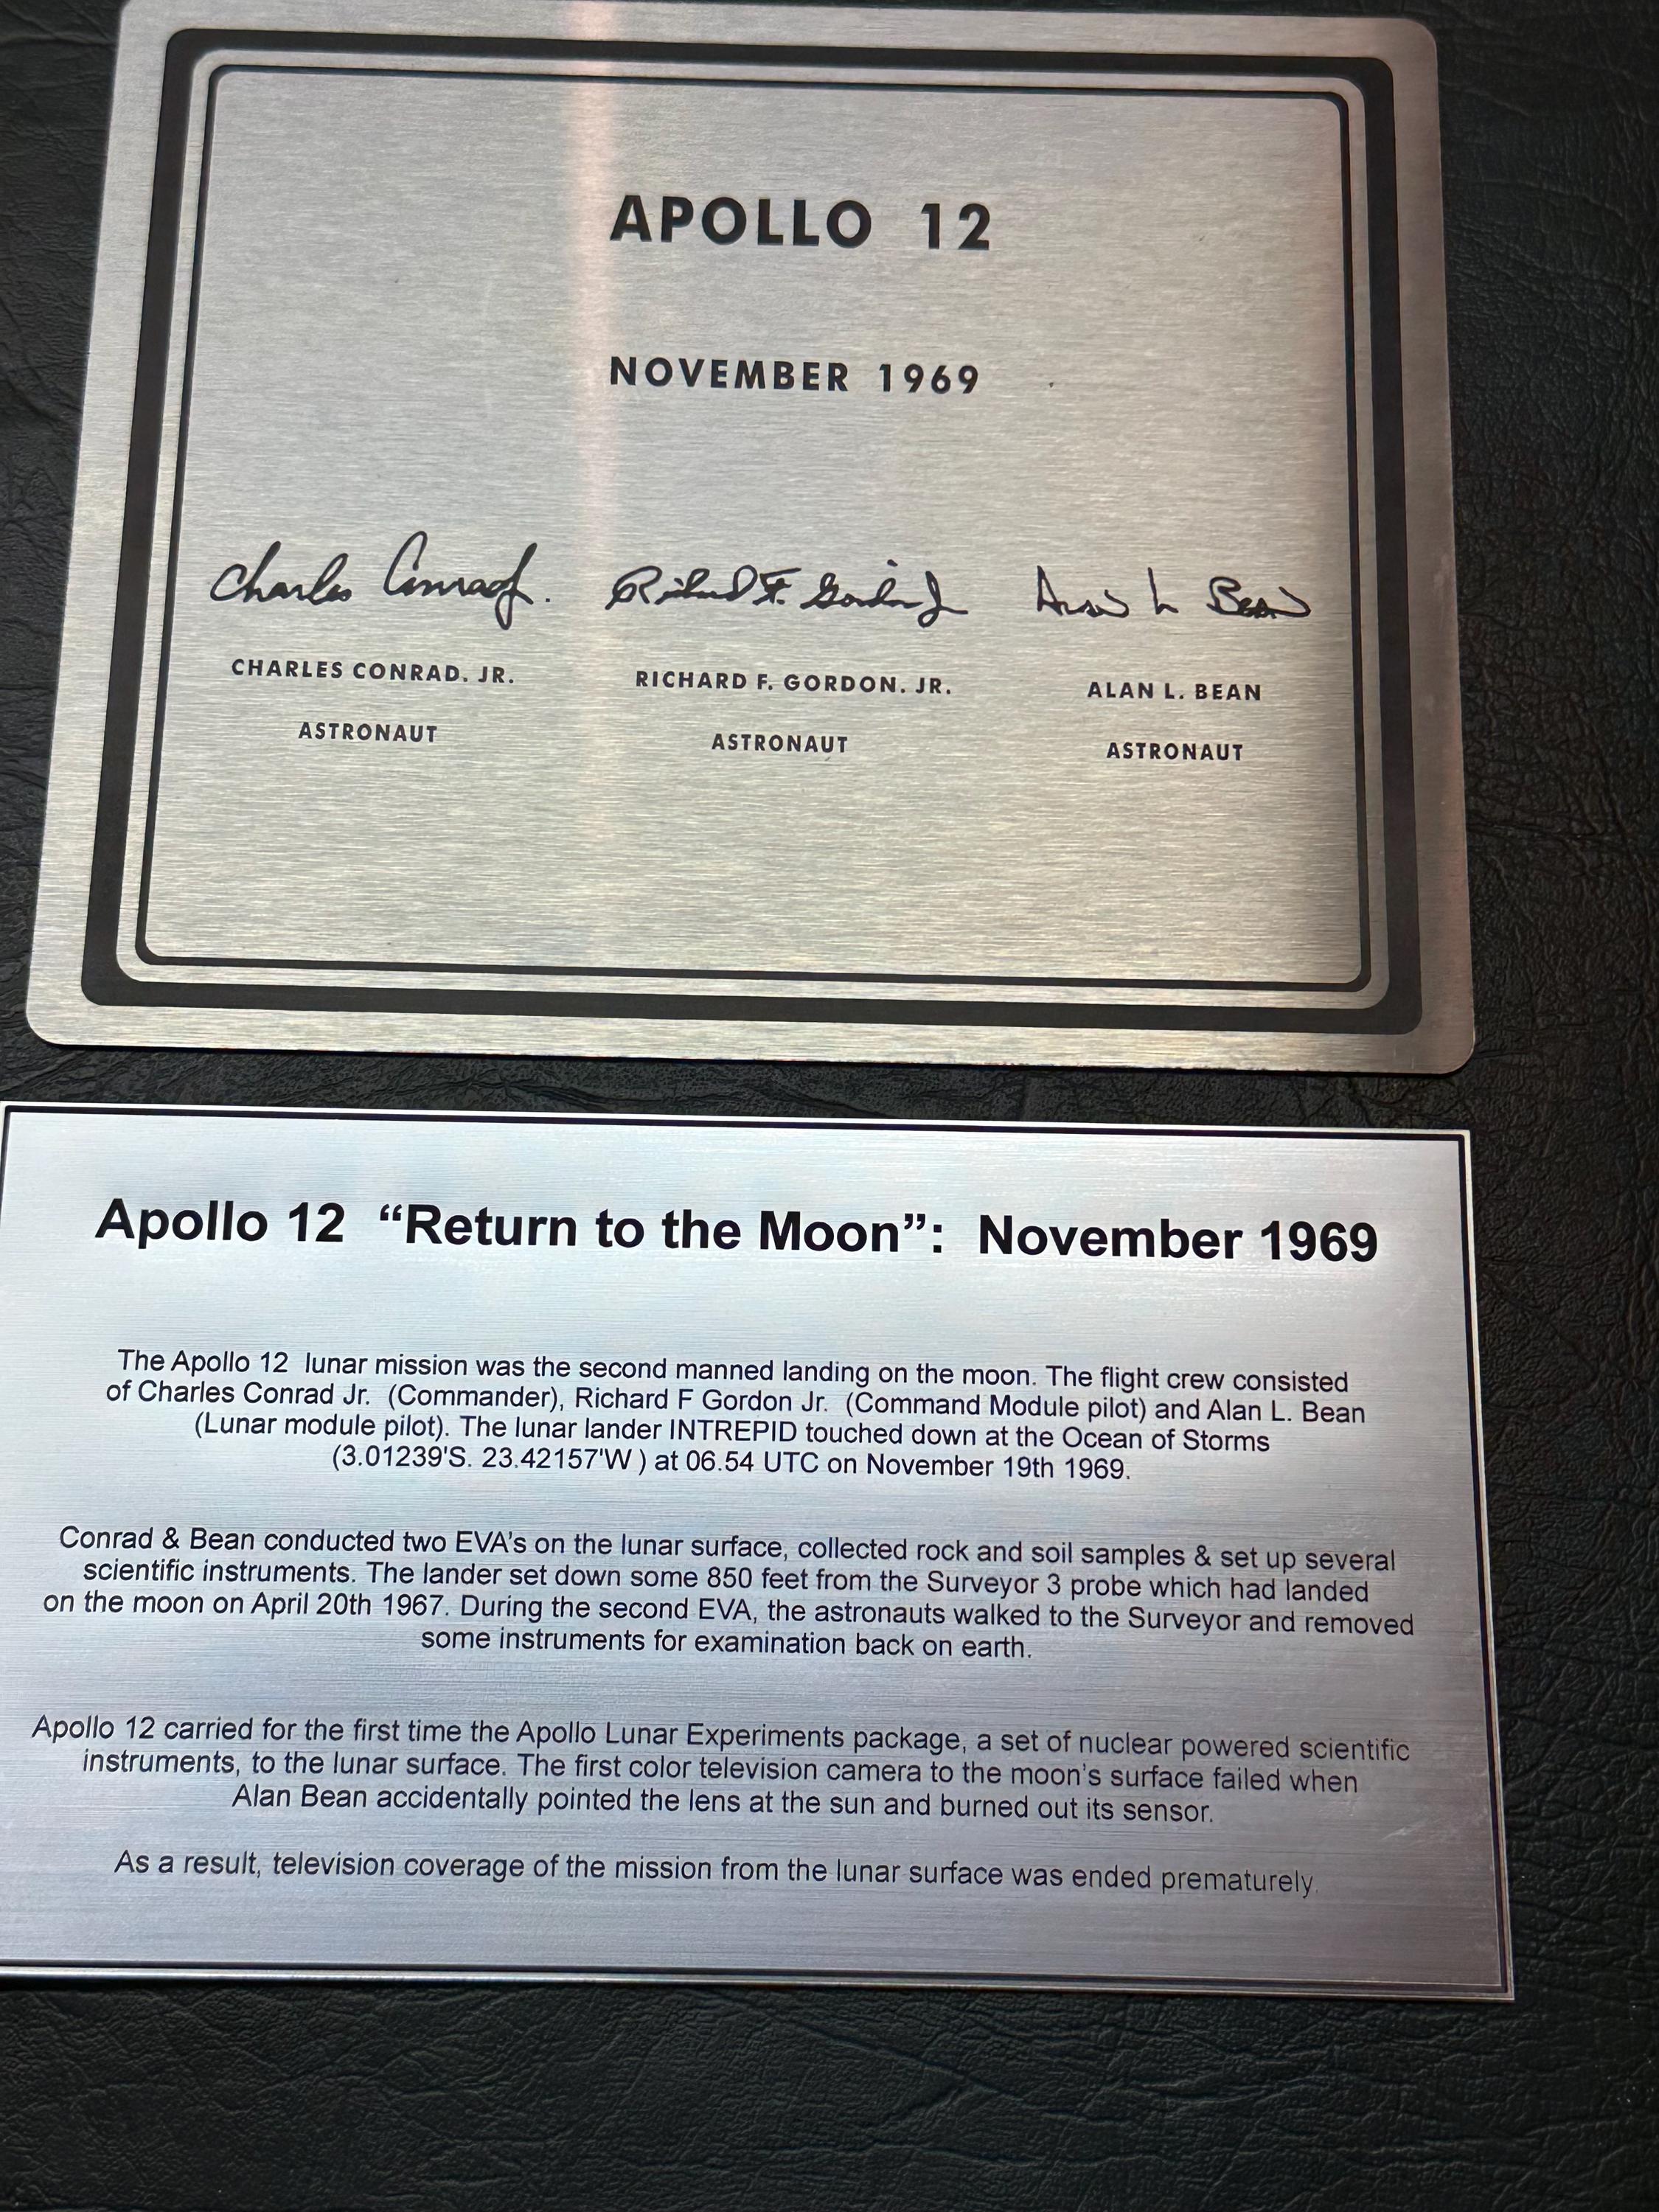 APOLLO 12
NOVEMBER 1969
Charles Conrad Jr. Richard F. Gordon Jr Alan L Bean
CHARLES CONRAD. JR. RICHARD F. GORDON. JR. ALAN L. BEAN
ASTRONAUT ASTRONAUT ASTRONAUT
Apollo 12 “Return to the Moon”: November 1969
The Apollo 12 lunar mission was the second manned landing on the moon. The flight crew consisted
of Charles Conrad Jr. (Commander), Richard F Gordon Jr. (Command Module pilot) and Alan L. Bean
(Lunar module pilot). The lunar lander INTREPID touched down at the Ocean of Storms
(3.01239'S. 23.42157'W ) at 06.54 UTC on November 19th 1969.
Conrad & Bean conducted two EVA's on the lunar surface, collected rock and soil samples & set up several
scientific instruments. The lander set down some 850 feet from the Surveyor 3 probe which had landed
on the moon on April 20th 1967. During the second EVA, the astronauts walked to the Surveyor and removed
some instruments for examination back on earth.
Apollo 12 carried for the first time the Apollo Lunar Experiments package, a set of nuclear powered scientific
instruments, to the lunar surface. The first color television camera to the moon's surface failed when
Alan Bean accidentally pointed the lens at the sun and burned out its sensor.
As a result, television coverage of the mission from the lunar surface was ended prematurely.